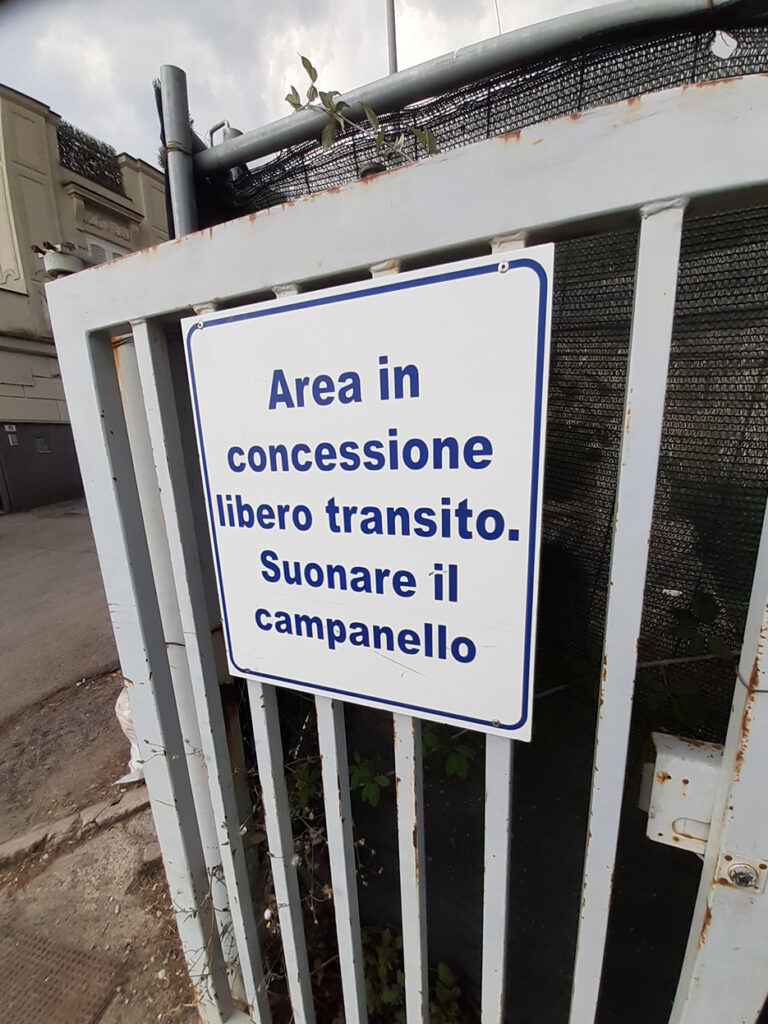 Area in
concessione
libero transito.
Suonare il
campanello